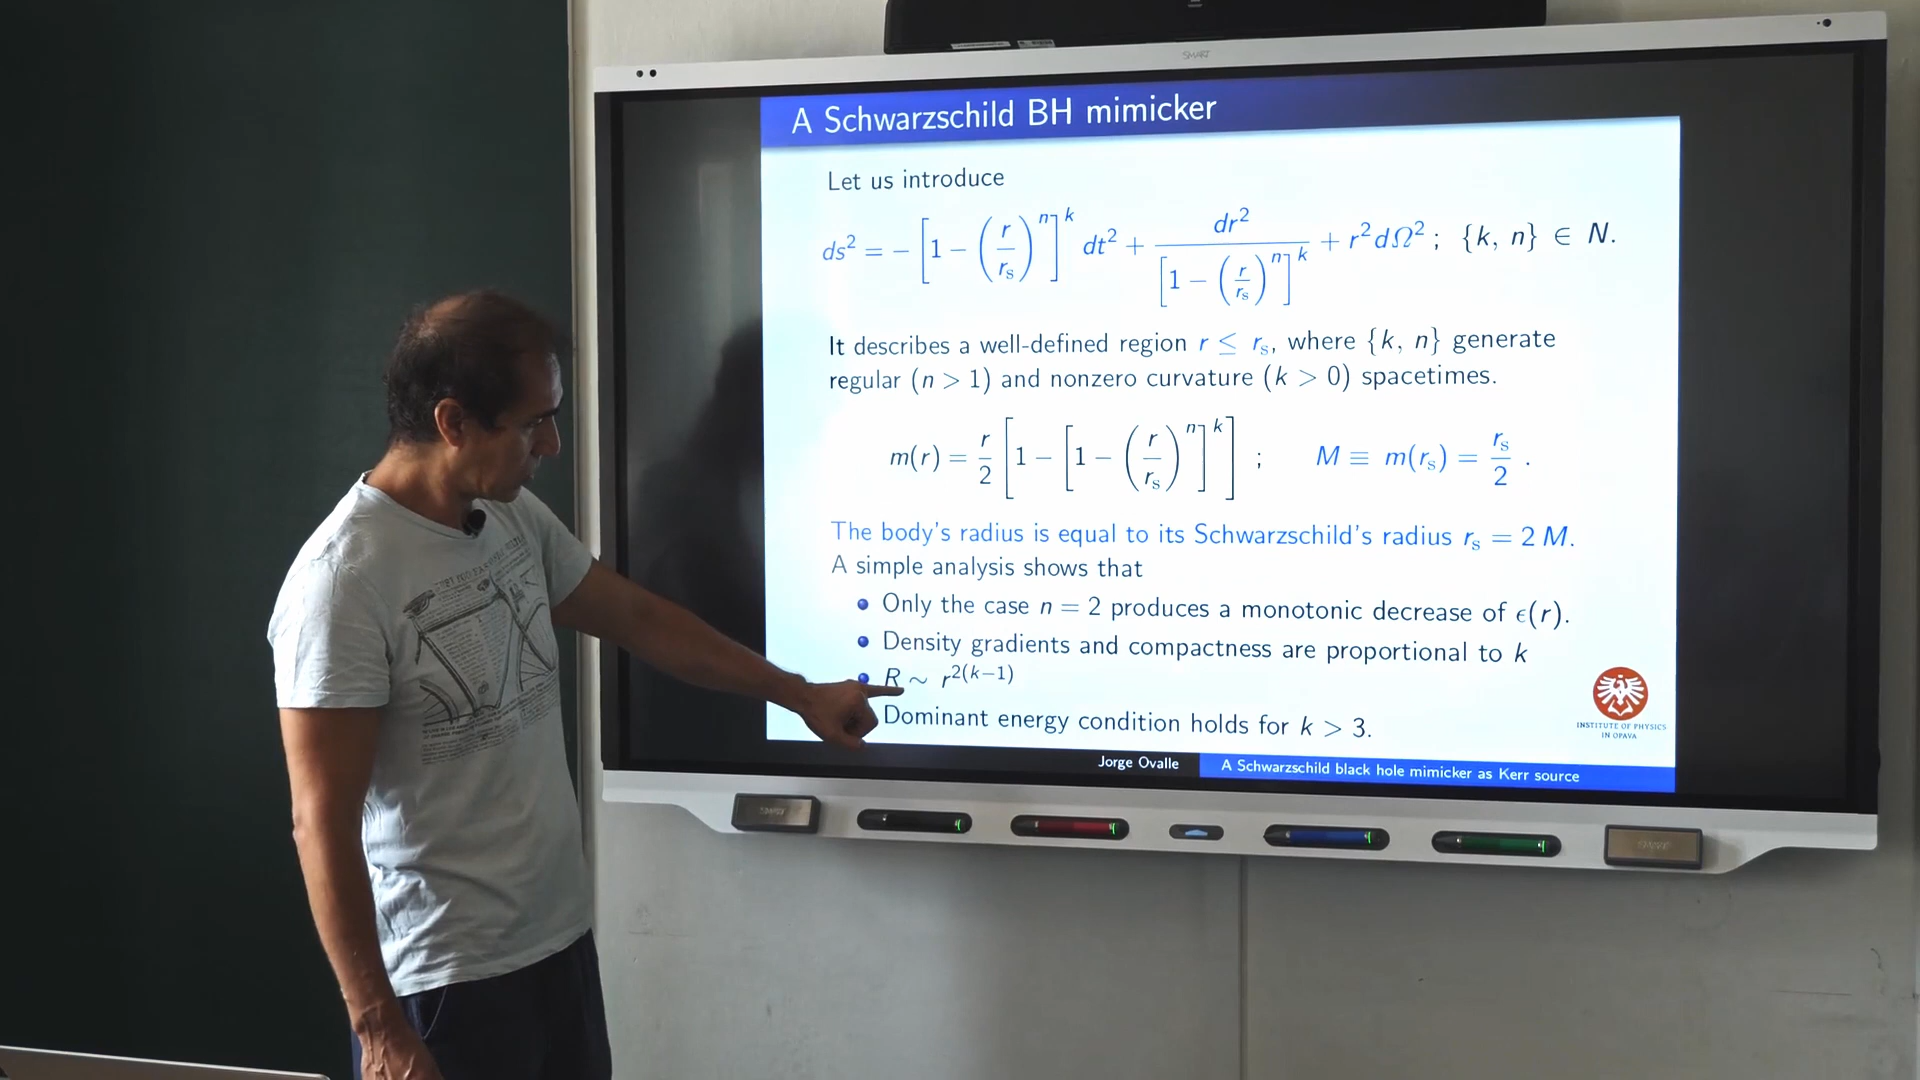 SMART
A Schwarzschild BH mimicker
Let us introduce
ds² = − [1 − (r/rₛ)ⁿ]ᵏ dt² + dr² / [1 − (r/rₛ)ⁿ]ᵏ + r²dΩ² ; {k, n} ∈ N.
It describes a well-defined region r ≤ rₛ, where {k, n} generate
regular (n > 1) and nonzero curvature (k > 0) spacetimes.
m(r) = r/2 [1 − [1 − (r/rₛ)ⁿ]ᵏ] ; M ≡ m(rₛ) = rₛ/2 .
The body's radius is equal to its Schwarzschild's radius rₛ = 2 M.
A simple analysis shows that
• Only the case n = 2 produces a monotonic decrease of ϵ(r).
• Density gradients and compactness are proportional to k
• R ∼ r²⁽ᵏ⁻¹⁾
Dominant energy condition holds for k > 3.
INSTITUTE OF PHYSICS
IN OPAVA
Jorge Ovalle A Schwarzschild black hole mimicker as Kerr source